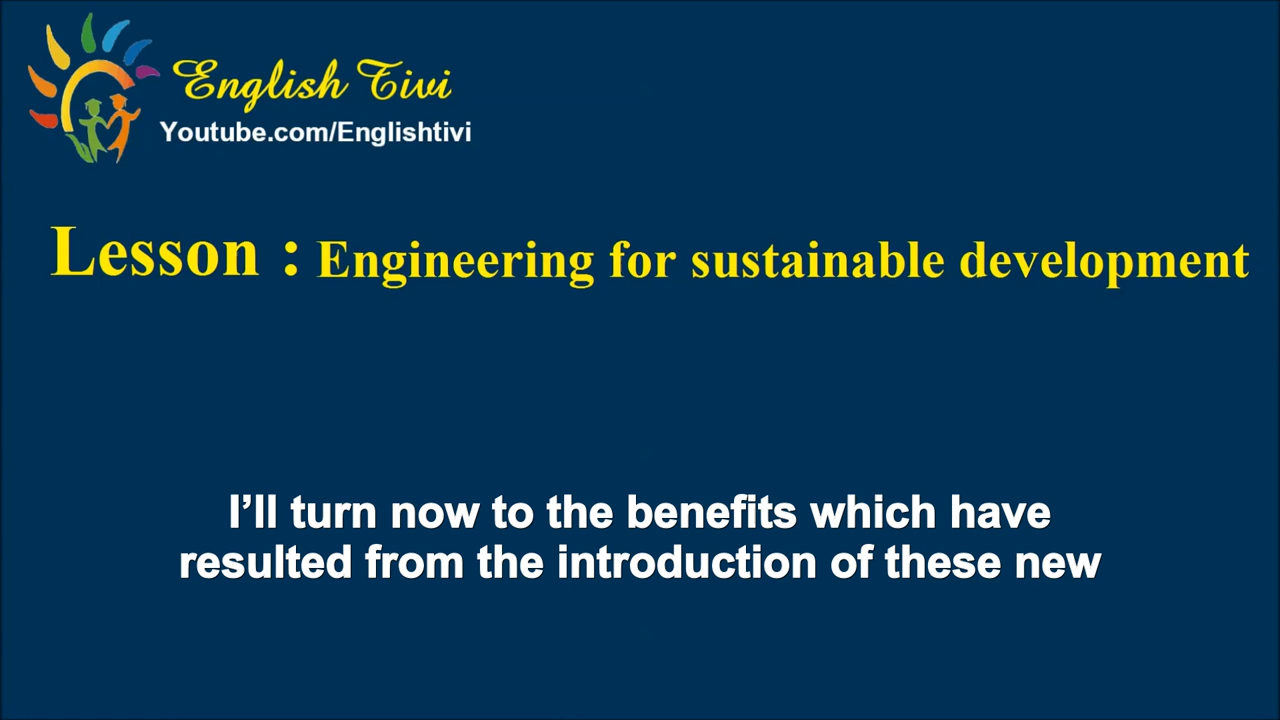 English Tivi
Youtube.com/Englishtivi
Lesson : Engineering for sustainable development
I’ll turn now to the benefits which have
resulted from the introduction of these new